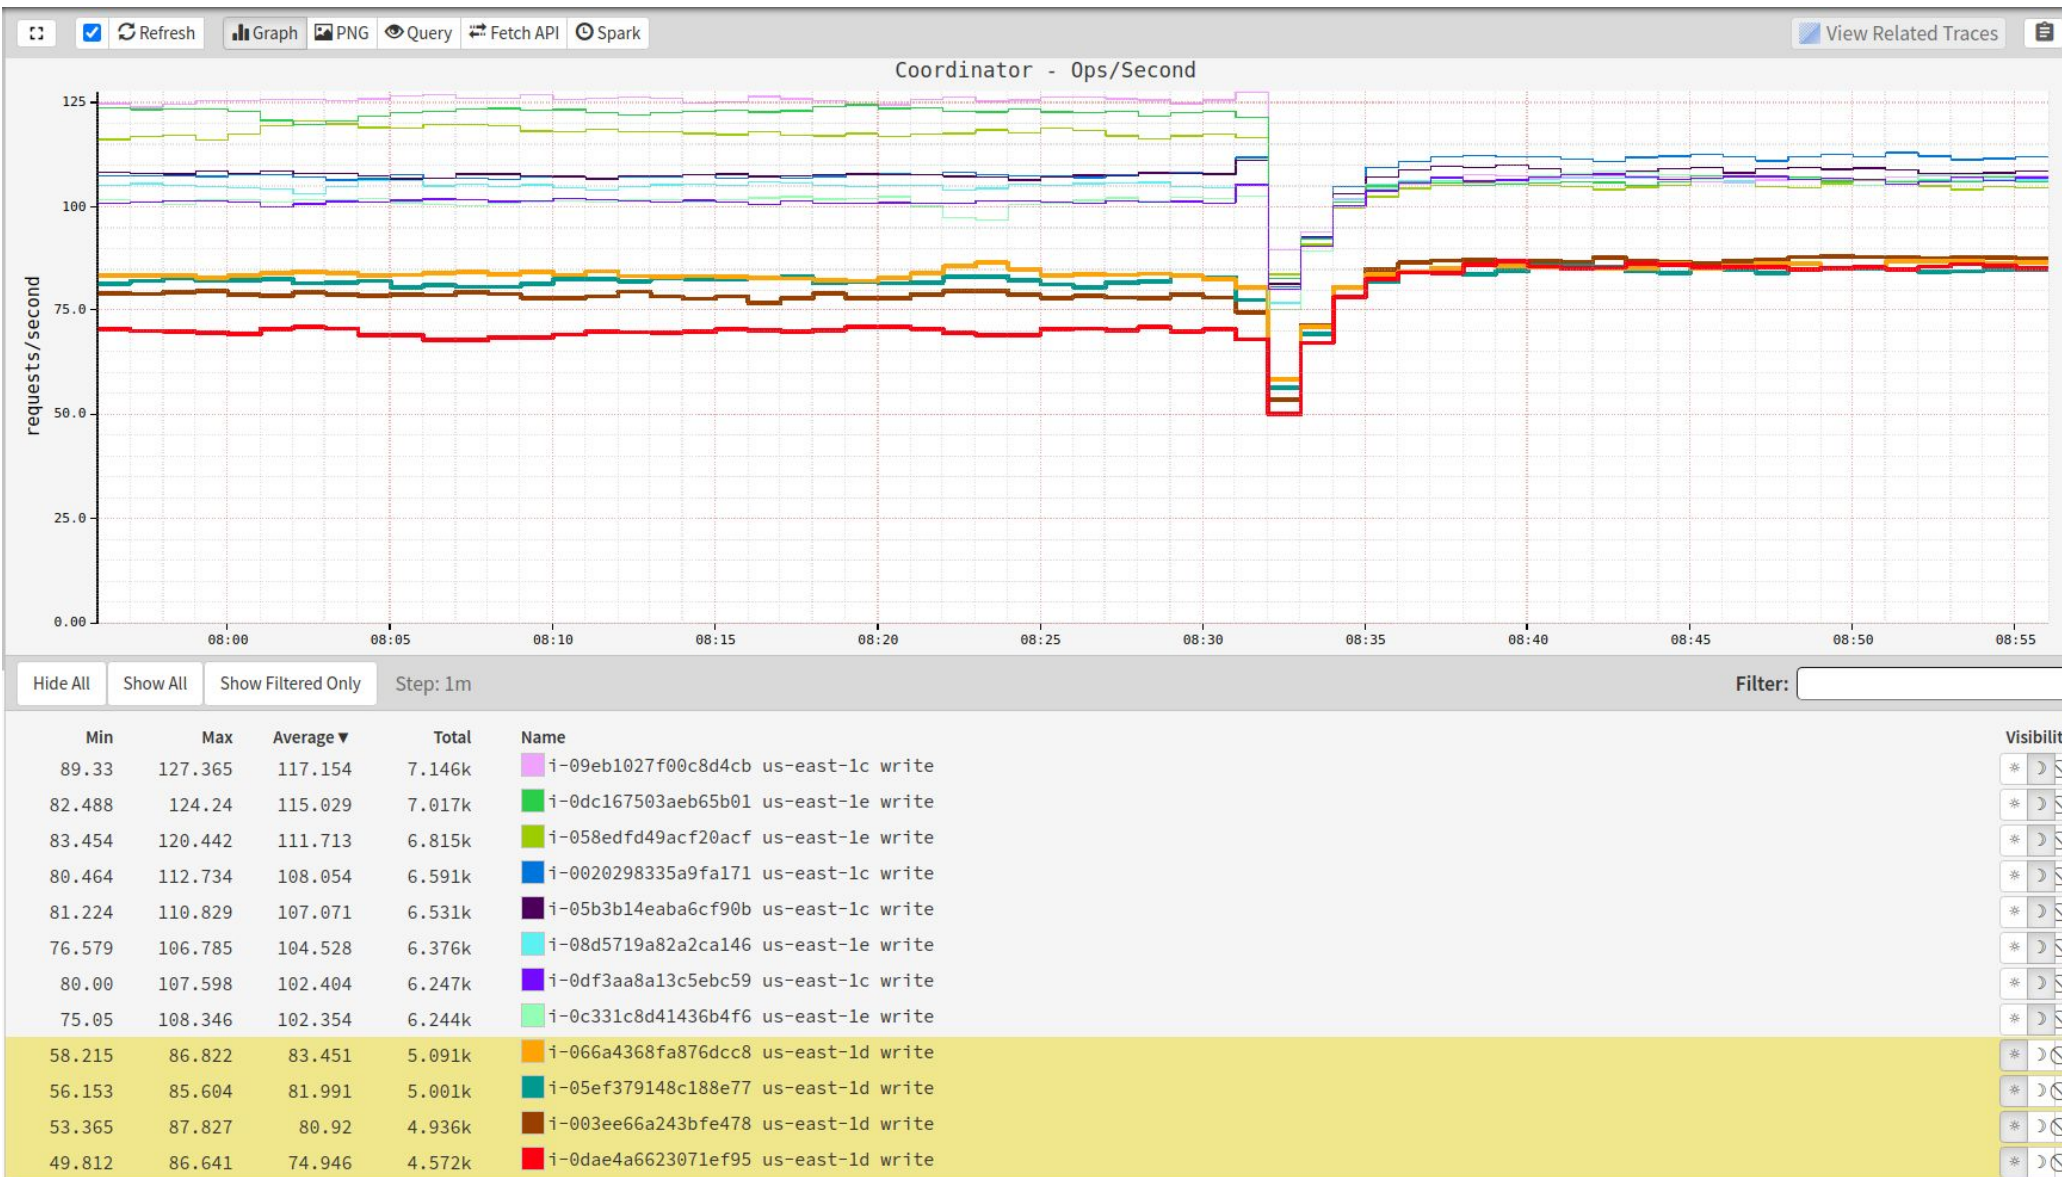 Refresh Graph PNG Query Fetch API Spark View Related Traces
Coordinator - Ops/Second
requests/second
125
100
75.0
50.0
25.0
0.00
08:00 08:05 08:10 08:15 08:20 08:25 08:30 08:35 08:40 08:45 08:50 08:55
Hide All Show All Show Filtered Only Step: 1m Filter:
Min Max Average▼ Total Name Visibilit
89.33 127.365 117.154 7.146k i-09eb1027f00c8d4cb us-east-1c write
82.488 124.24 115.029 7.017k i-0dc167503aeb65b01 us-east-1e write
83.454 120.442 111.713 6.815k i-058edfd49acf20acf us-east-1e write
80.464 112.734 108.054 6.591k i-0020298335a9fa171 us-east-1c write
81.224 110.829 107.071 6.531k i-05b3b14eaba6cf90b us-east-1c write
76.579 106.785 104.528 6.376k i-08d5719a82a2ca146 us-east-1e write
80.00 107.598 102.404 6.247k i-0df3aa8a13c5ebc59 us-east-1c write
75.05 108.346 102.354 6.244k i-0c331c8d41436b4f6 us-east-1e write
58.215 86.822 83.451 5.091k i-066a4368fa876dcc8 us-east-1d write
56.153 85.604 81.991 5.001k i-05ef379148c188e77 us-east-1d write
53.365 87.827 80.92 4.936k i-003ee66a243bfe478 us-east-1d write
49.812 86.641 74.946 4.572k i-0dae4a6623071ef95 us-east-1d write